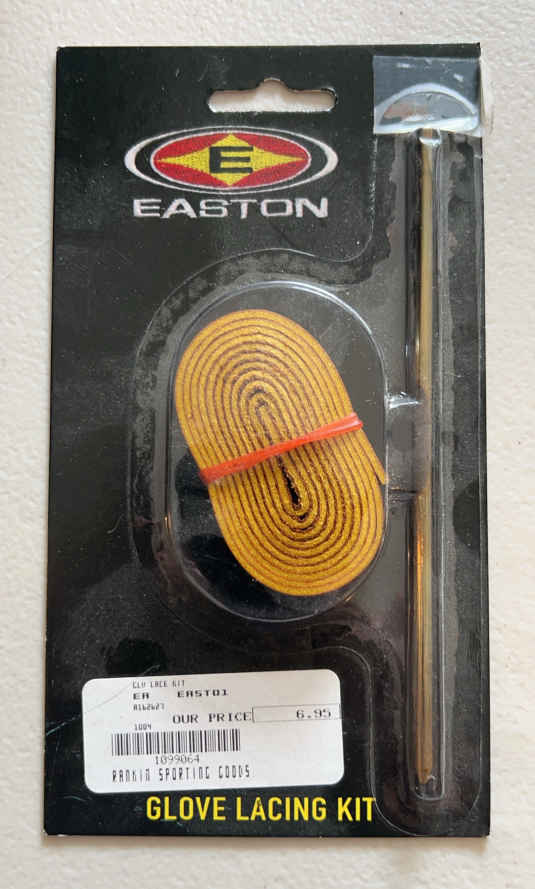 E
EASTON
GLV LACE KIT
EA EAST01
A162627
1004
OUR PRICE 6.95
1099064
RANKIN SPORTING GOODS
GLOVE LACING KIT